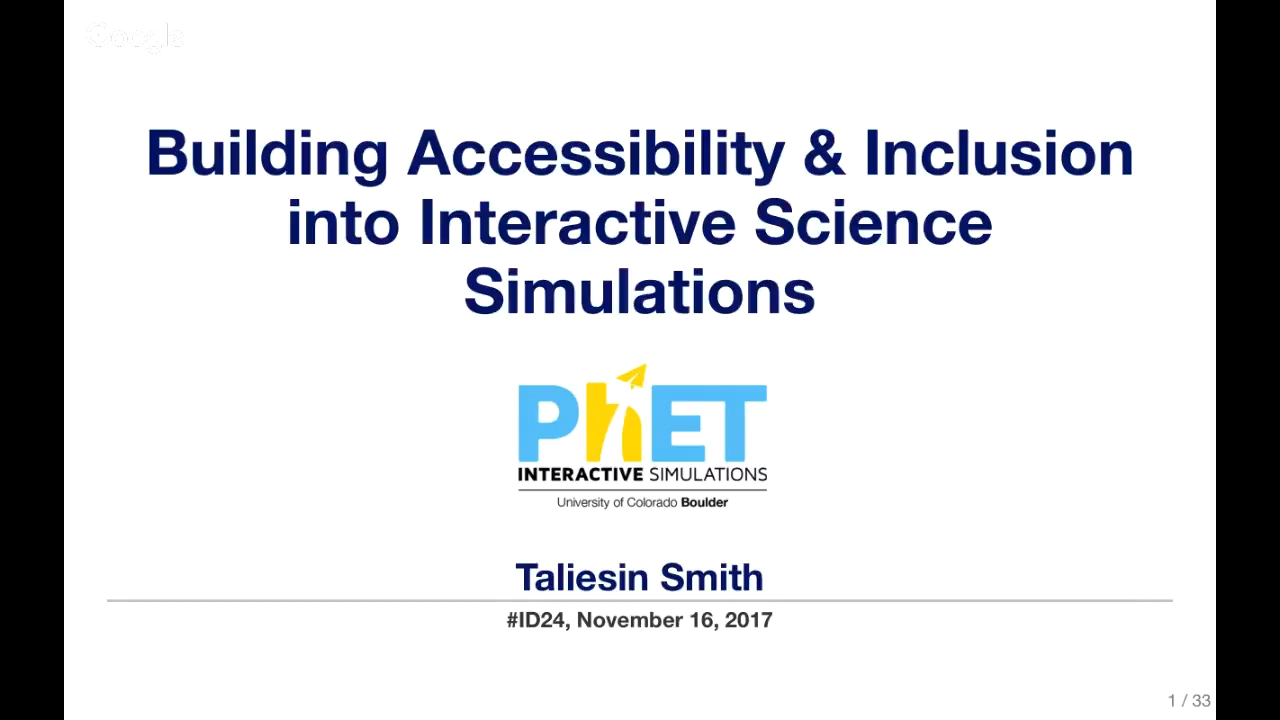 Google
Building Accessibility & Inclusion
into Interactive Science
Simulations
PhET
INTERACTIVE SIMULATIONS
University of Colorado Boulder
Taliesin Smith
#ID24, November 16, 2017
1 / 33